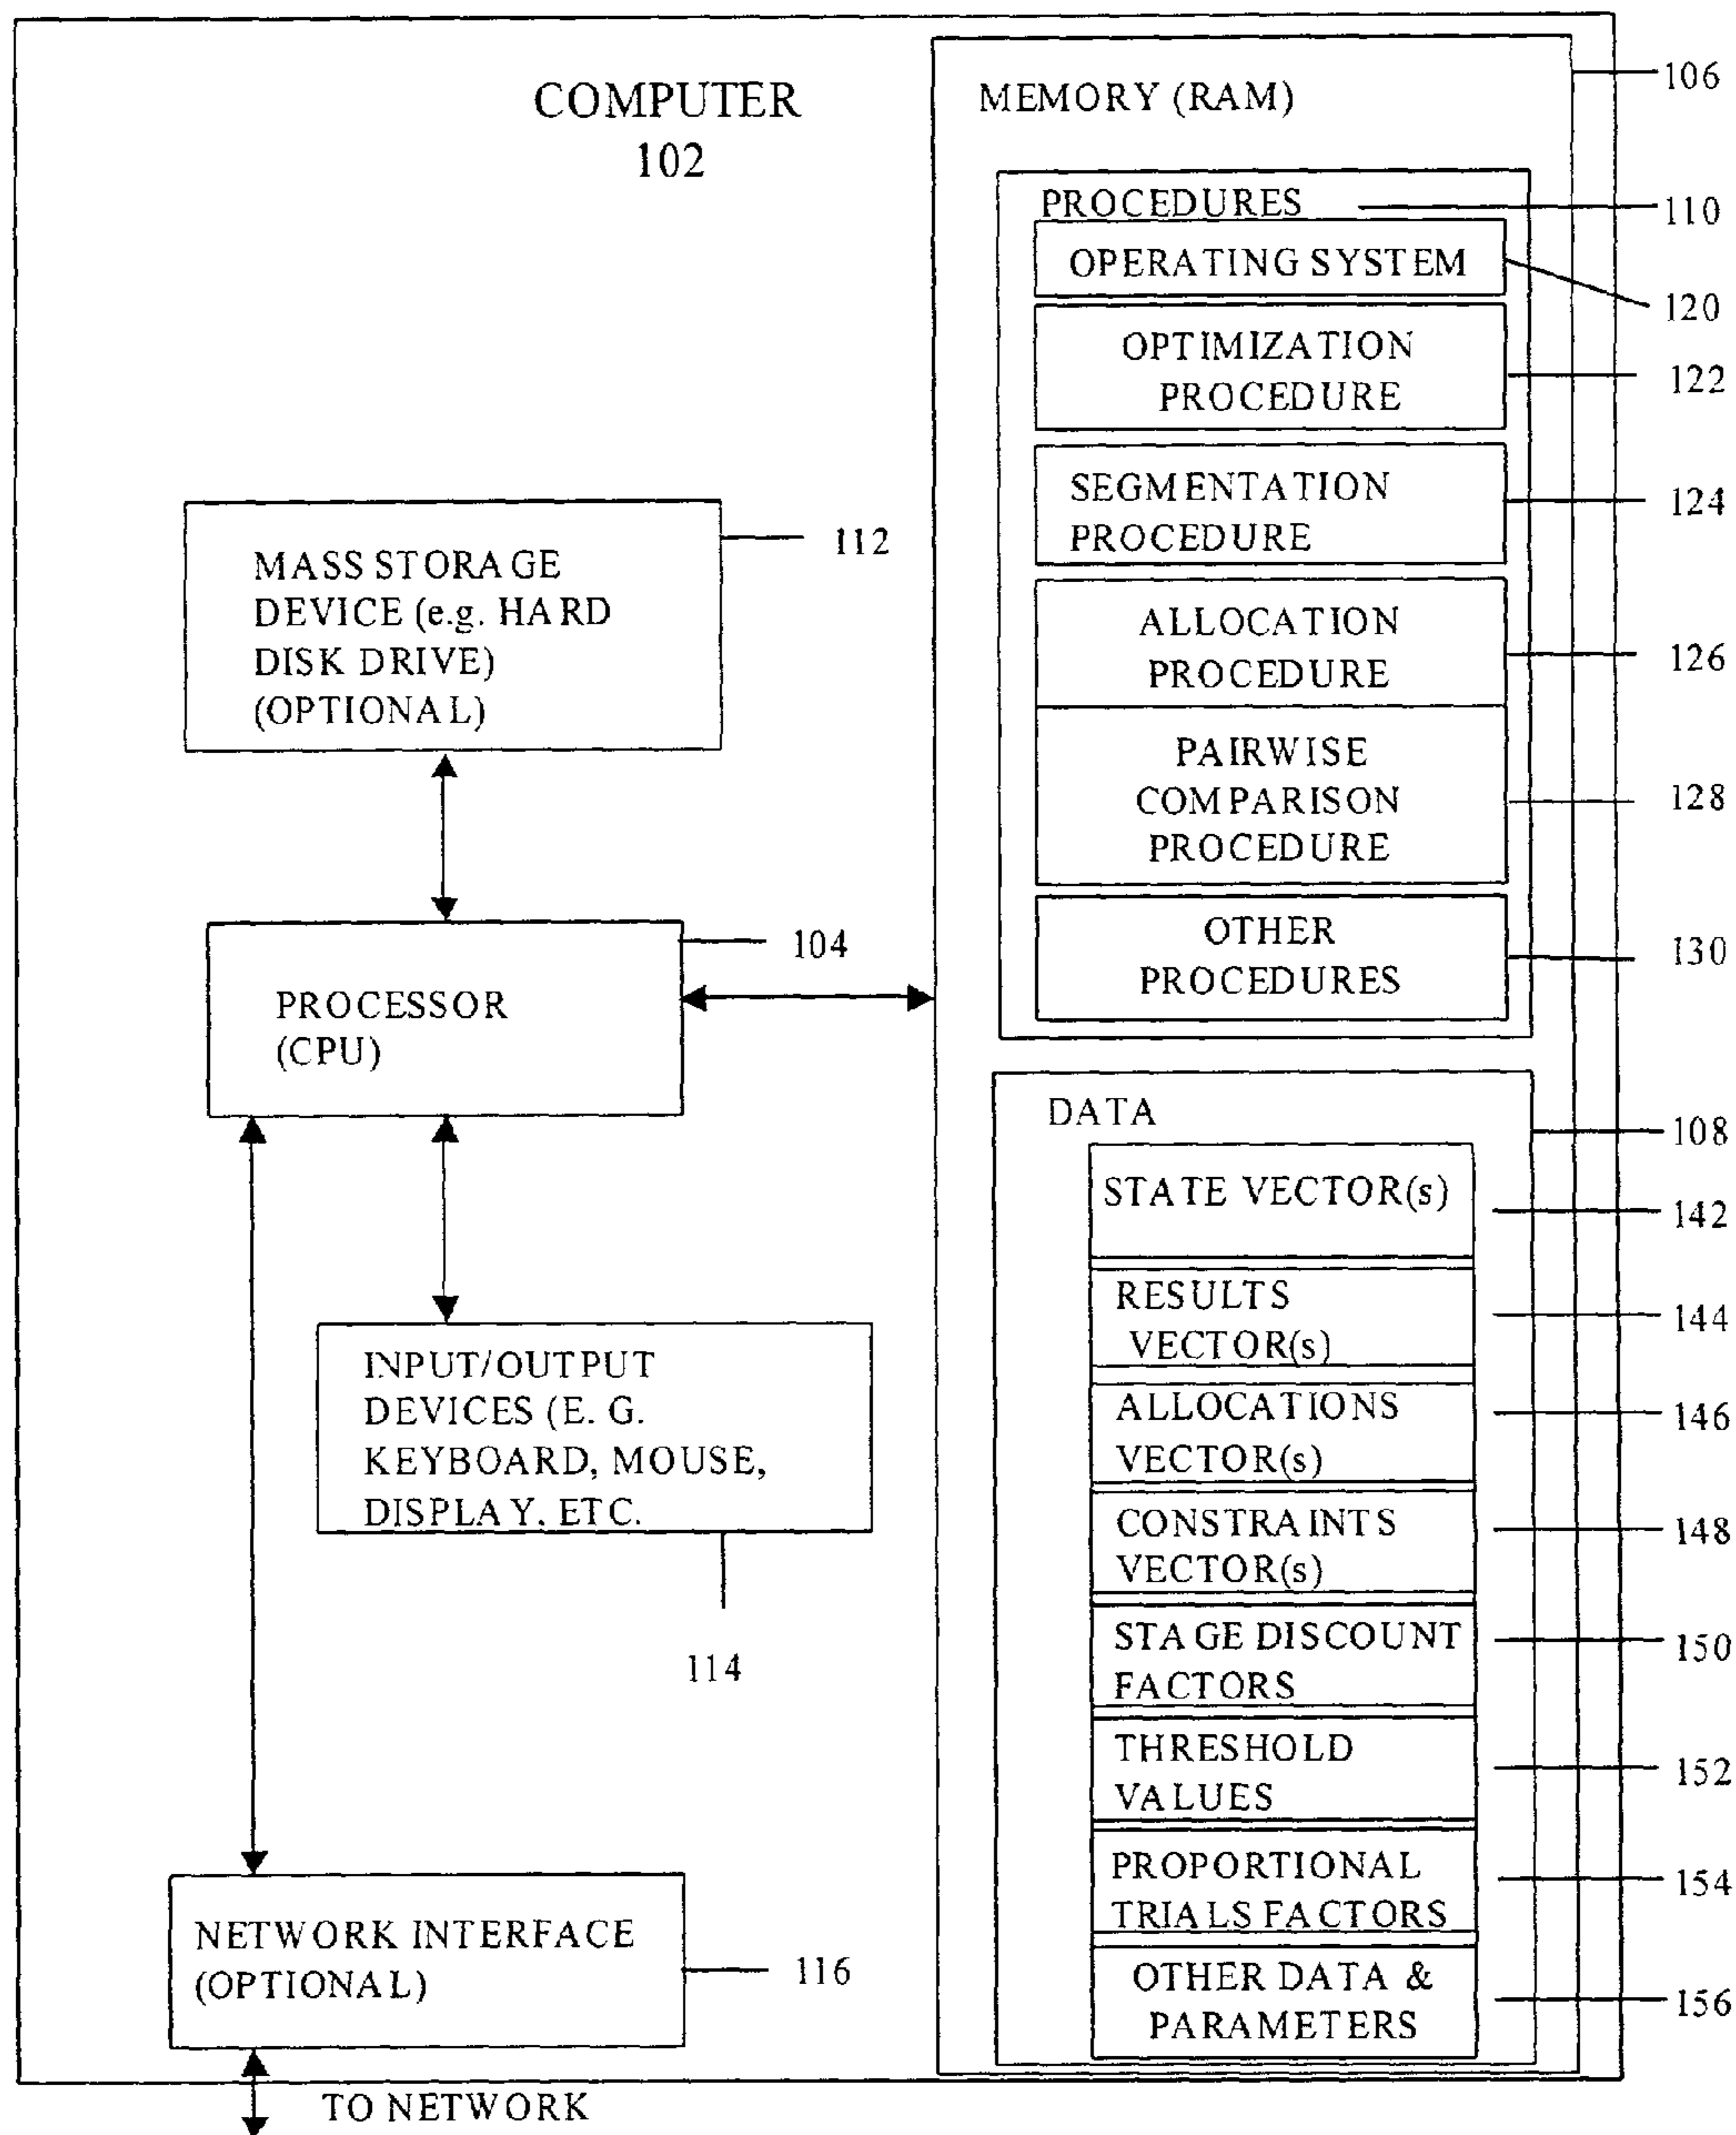 COMPUTER
102
MEMORY (RAM)
106
PROCEDURES
110
OPERATING SYSTEM
120
OPTIMIZATION
PROCEDURE
122
SEGMENTATION
PROCEDURE
124
ALLOCATION
PROCEDURE
126
PAIRWISE
COMPARISON
PROCEDURE
128
OTHER
PROCEDURES
130
MASS STORAGE
DEVICE (e.g. HARD
DISK DRIVE)
(OPTIONAL)
112
104
PROCESSOR
(CPU)
INPUT/OUTPUT
DEVICES (E. G.
KEYBOARD, MOUSE,
DISPLAY, ETC.
114
NETWORK INTERFACE
(OPTIONAL)
116
TO NETWORK
DATA
108
STATE VECTOR(s)
142
RESULTS
VECTOR(s)
144
ALLOCATIONS
VECTOR(s)
146
CONSTRAINTS
VECTOR(s)
148
STAGE DISCOUNT
FACTORS
150
THRESHOLD
VALUES
152
PROPORTIONAL
TRIALS FACTORS
154
OTHER DATA &
PARAMETERS
156